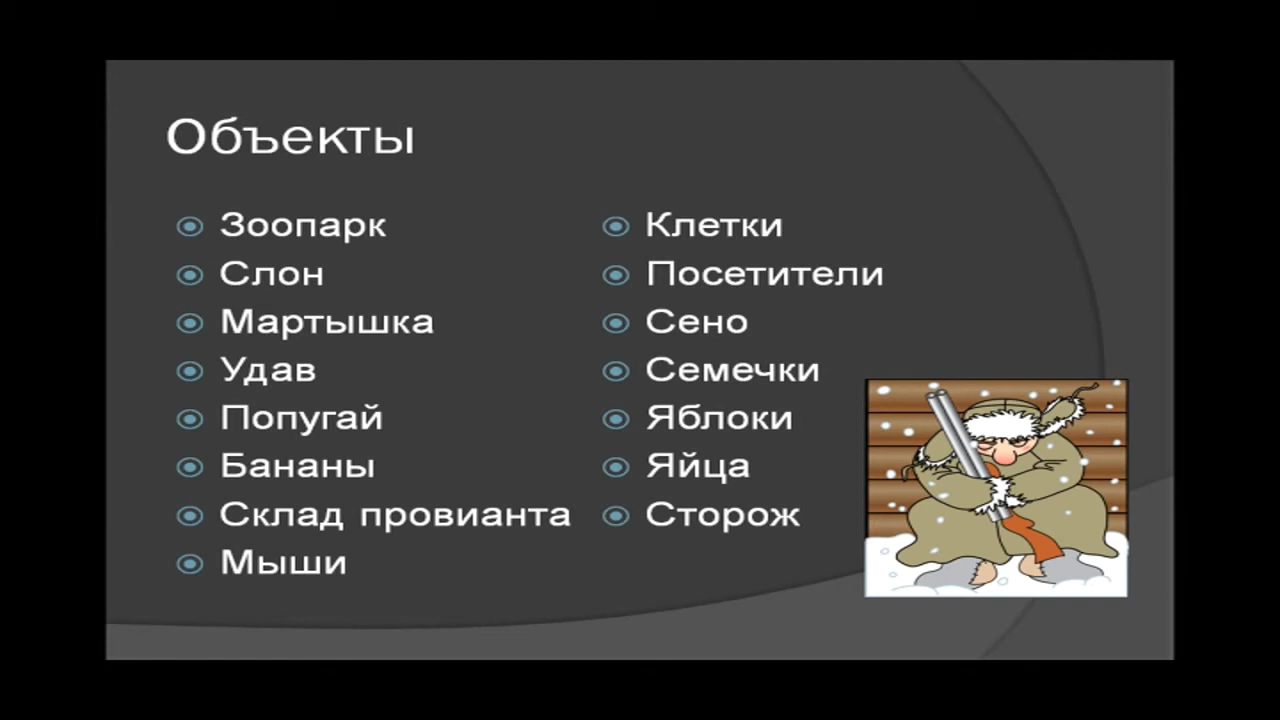 Объекты
Зоопарк
Слон
Мартышка
Удав
Попугай
Бананы
Склад провианта
Мыши
Клетки
Посетители
Сено
Семечки
Яблоки
Яйца
Сторож